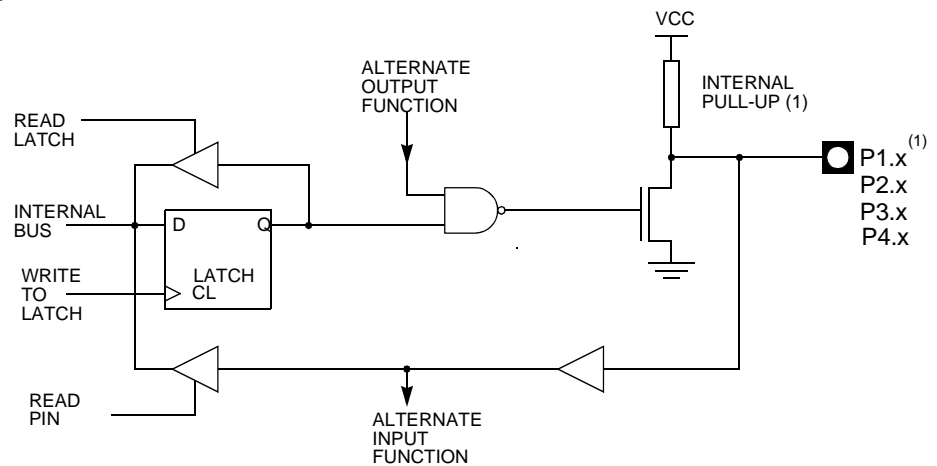 VCC
ALTERNATE
OUTPUT
FUNCTION
INTERNAL
PULL-UP (1)
READ
LATCH
P1.x (1)
P2.x
P3.x
P4.x
INTERNAL
BUS
D
Q
LATCH
CL
WRITE
TO
LATCH
READ
PIN
ALTERNATE
INPUT
FUNCTION